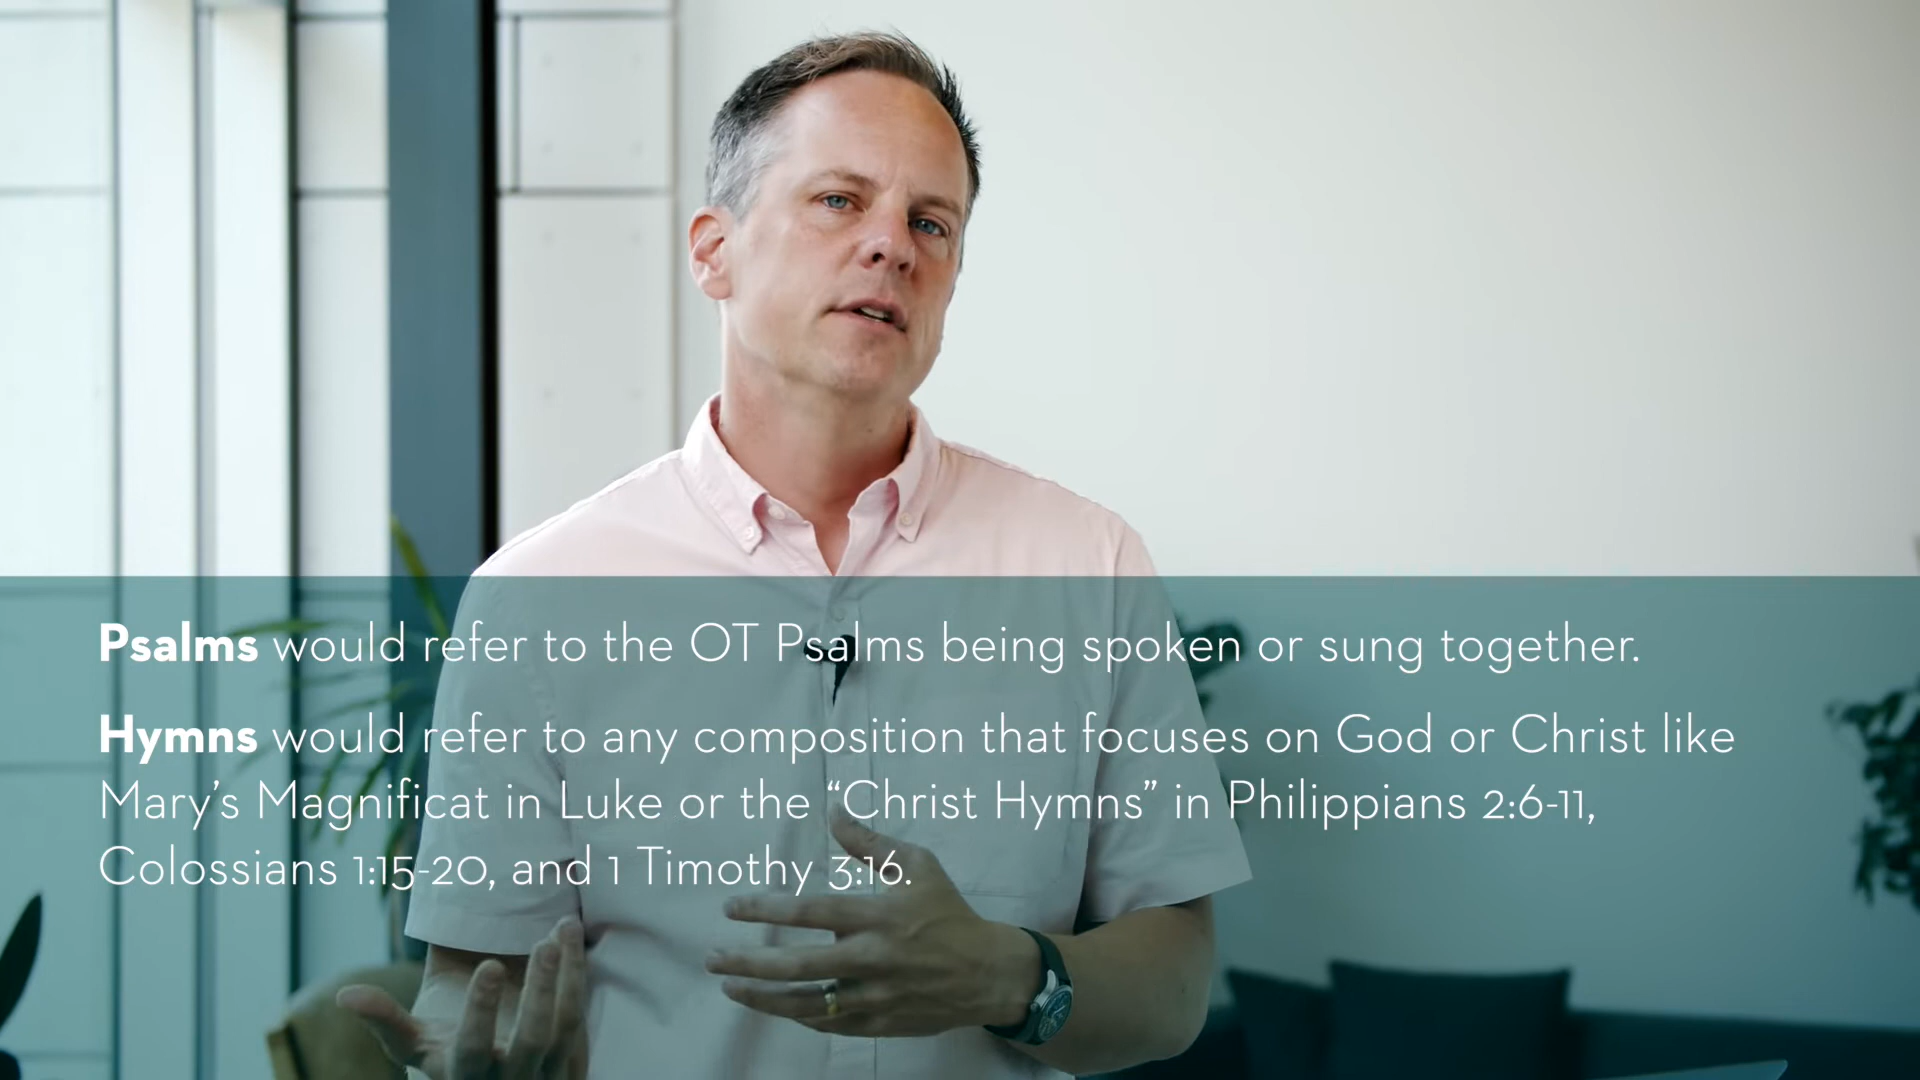 Psalms would refer to the OT Psalms being spoken or sung together.
Hymns would refer to any composition that focuses on God or Christ like
Mary’s Magnificat in Luke or the “Christ Hymns” in Philippians 2:6-11,
Colossians 1:15-20, and 1 Timothy 3:16.